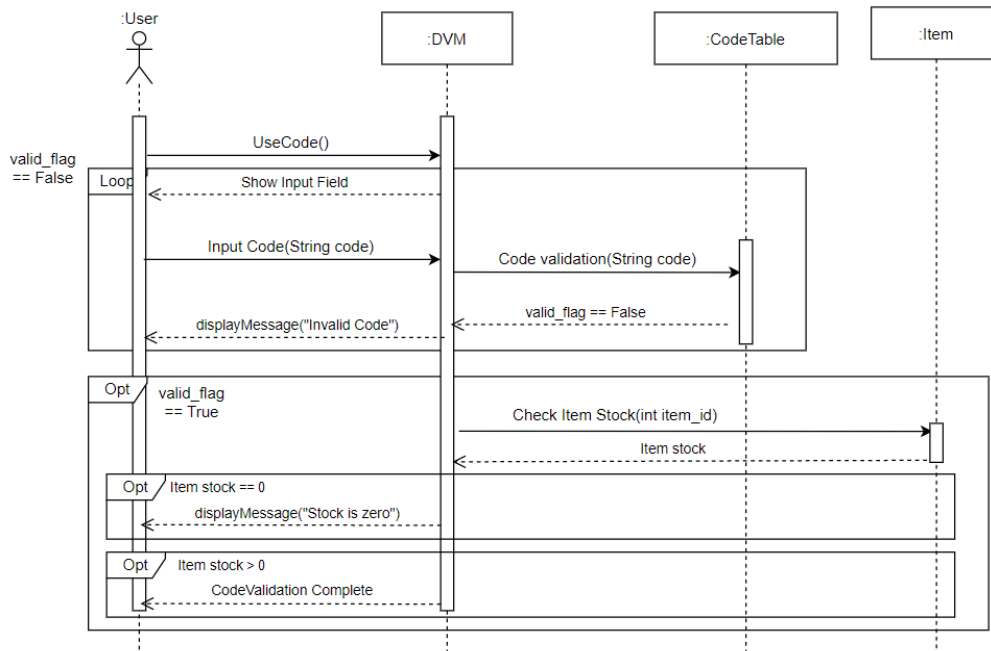 :User
:DVM
:CodeTable
:Item
UseCode()
valid_flag
== False
Loop
Show Input Field
Input Code(String code)
Code validation(String code)
valid_flag == False
displayMessage("Invalid Code")
Opt
valid_flag
== True
Check Item Stock(int item_id)
Item stock
Opt
Item stock == 0
displayMessage("Stock is zero")
Opt
Item stock > 0
CodeValidation Complete